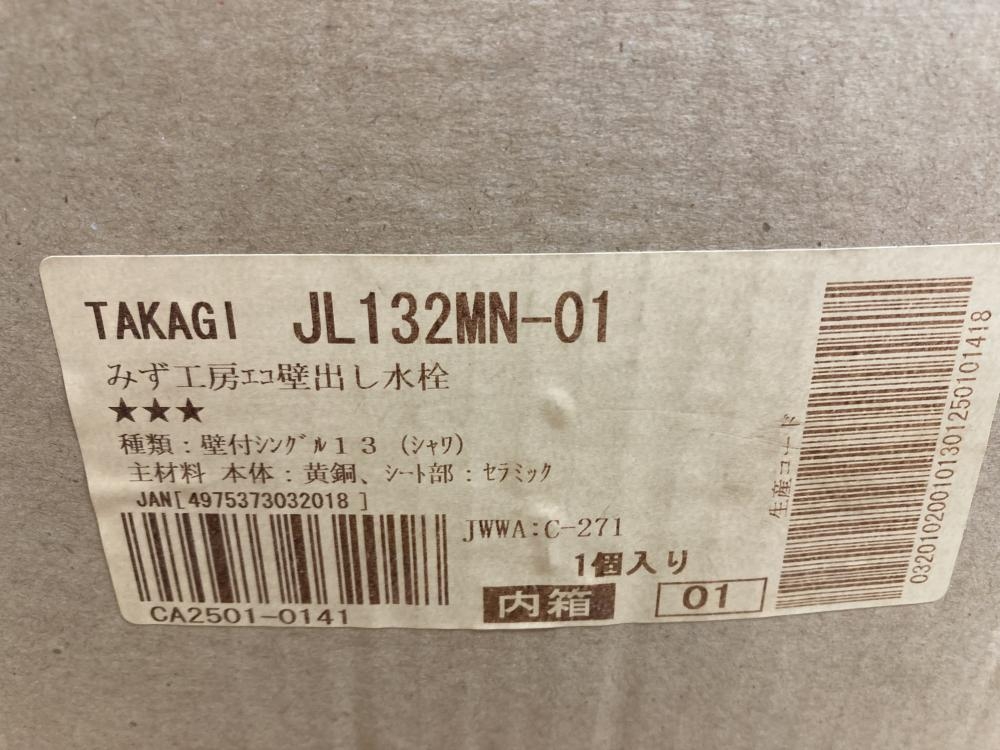 TAKAGI JL132MN-01
みず工房ｴｺ壁出し水栓
★★★
種類：壁付ｼﾝｸﾞﾙ１３（ｼｬﾜ）
主材料 本体：黄銅、ｼｰﾄ部：ｾﾗﾐｯｸ
JAN[4975373032018]
JWWA:C-271
1個入り
CA2501-0141
内箱
01
生産コード
03201020010130125010141８